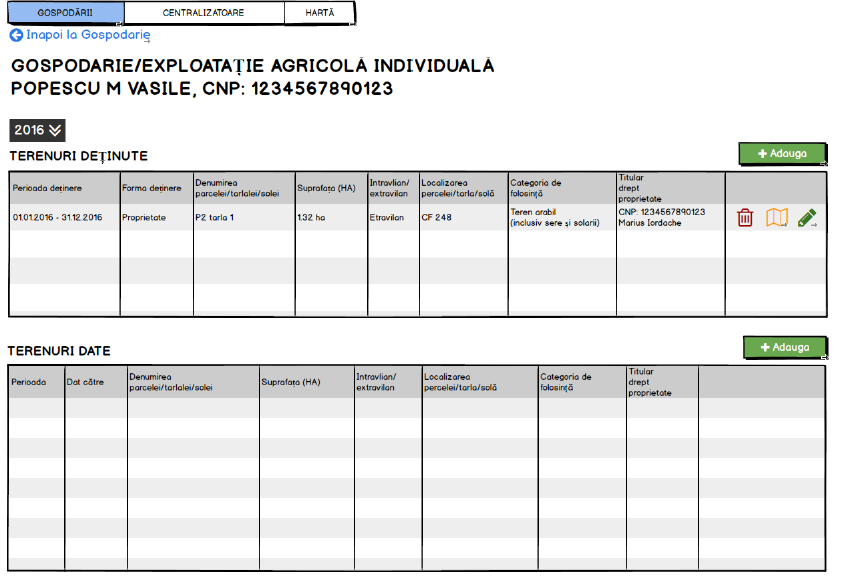 GOSPODĂRII CENTRALIZATOARE HARTĂ
Inapoi la Gospodarie
GOSPODARIE/EXPLOATAȚIE AGRICOLĂ INDIVIDUALĂ
POPESCU M VASILE, CNP: 1234567890123
2016
+ Adauga
TERENURI DEȚINUTE
Perioada deținere
Forma deținere
Denumirea
parcelei/tarlalei/solei
Suprafața (HA)
Intravlian/
extravilan
Localizarea
percelei/tarla/solă
Categoria de
folosință
Titular
drept
proprietate
01.01.2016 - 31.12.2016
Proprietate
P2 tarla 1
1.32 ha
Etravilan
CF 248
Teren arabil
(inclusiv sere și solarii)
CNP: 1234567890123
Marius Iordache
+ Adauga
TERENURI DATE
Perioada
Dat către
Denumirea
parcelei/tarlalei/solei
Suprafața (HA)
Intravlian/
extravilan
Localizarea
percelei/tarla/solă
Categoria de
folosință
Titular
drept
proprietate